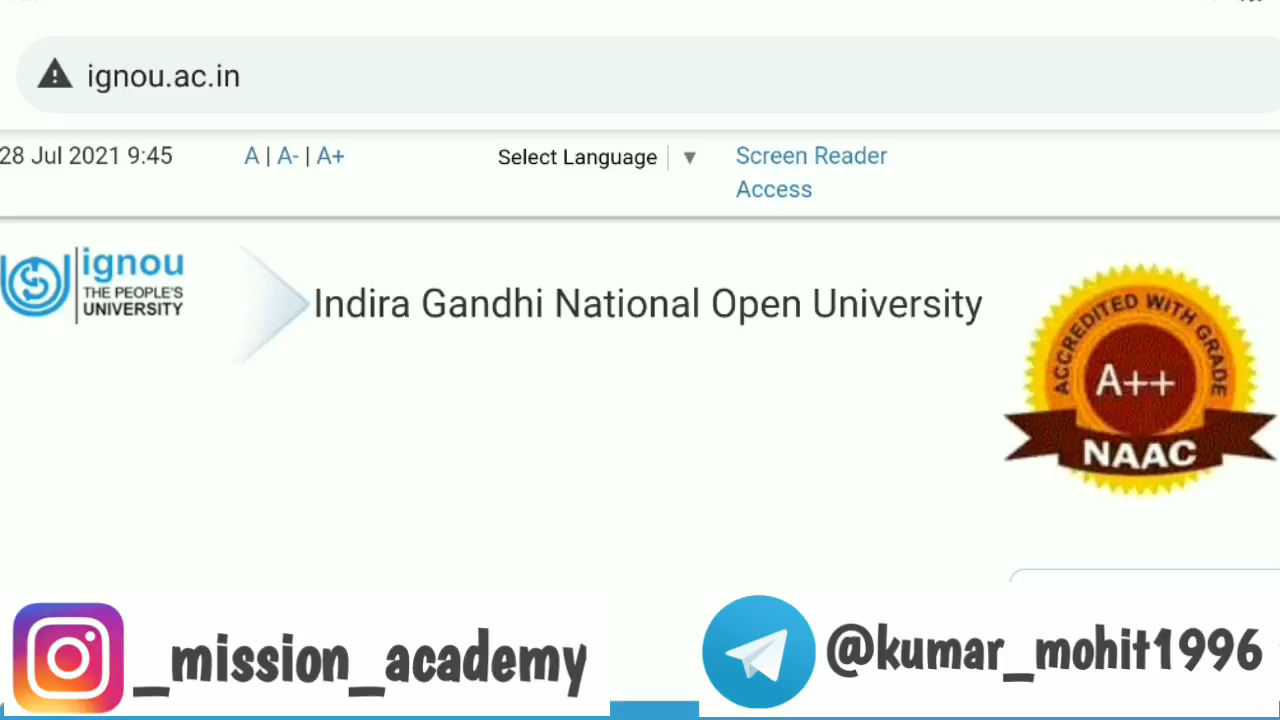 ignou.ac.in
28 Jul 2021 9:45 A | A- | A+ Select Language ▼ Screen Reader
Access
ignou
THE PEOPLE'S
UNIVERSITY
Indira Gandhi National Open University
ACCREDITED WITH GRADE
A++
NAAC
_mission_academy
@kumar_mohit1996